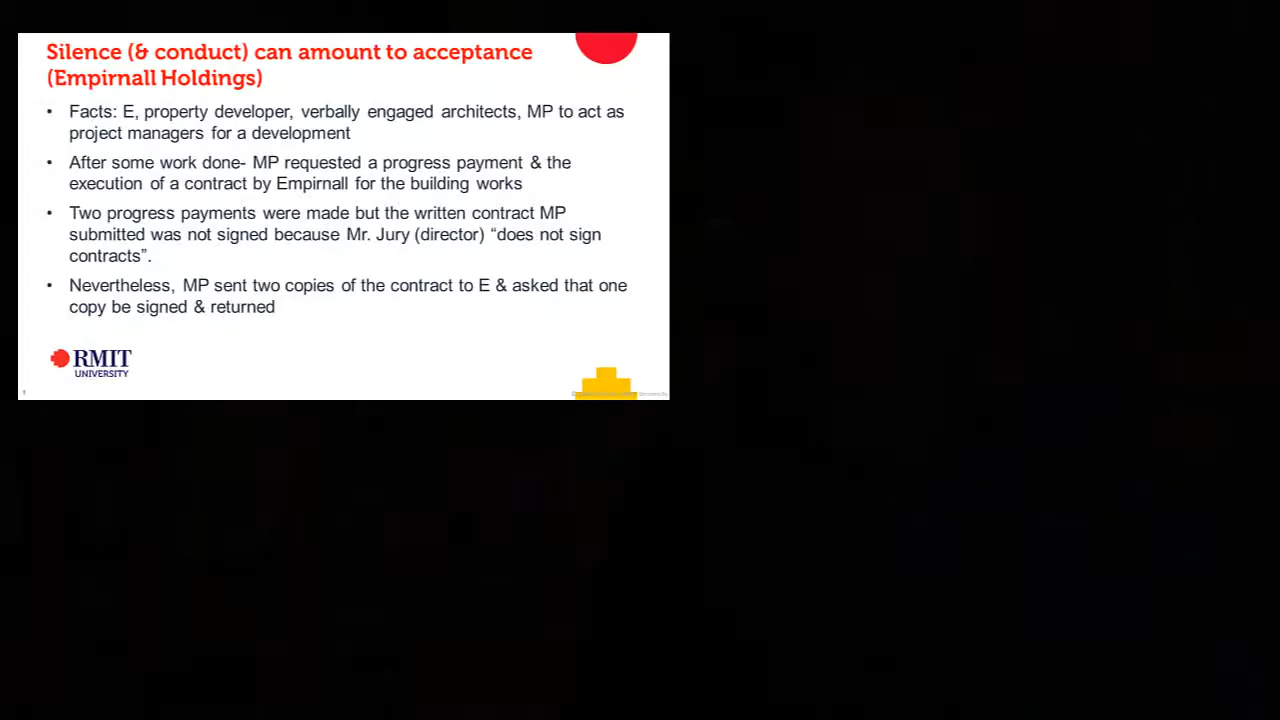 Silence (& conduct) can amount to acceptance
(Empirnall Holdings)
• Facts: E, property developer, verbally engaged architects, MP to act as
project managers for a development
• After some work done- MP requested a progress payment & the
execution of a contract by Empirnall for the building works
• Two progress payments were made but the written contract MP
submitted was not signed because Mr. Jury (director) “does not sign
contracts”.
• Nevertheless, MP sent two copies of the contract to E & asked that one
copy be signed & returned
RMIT
UNIVERSITY